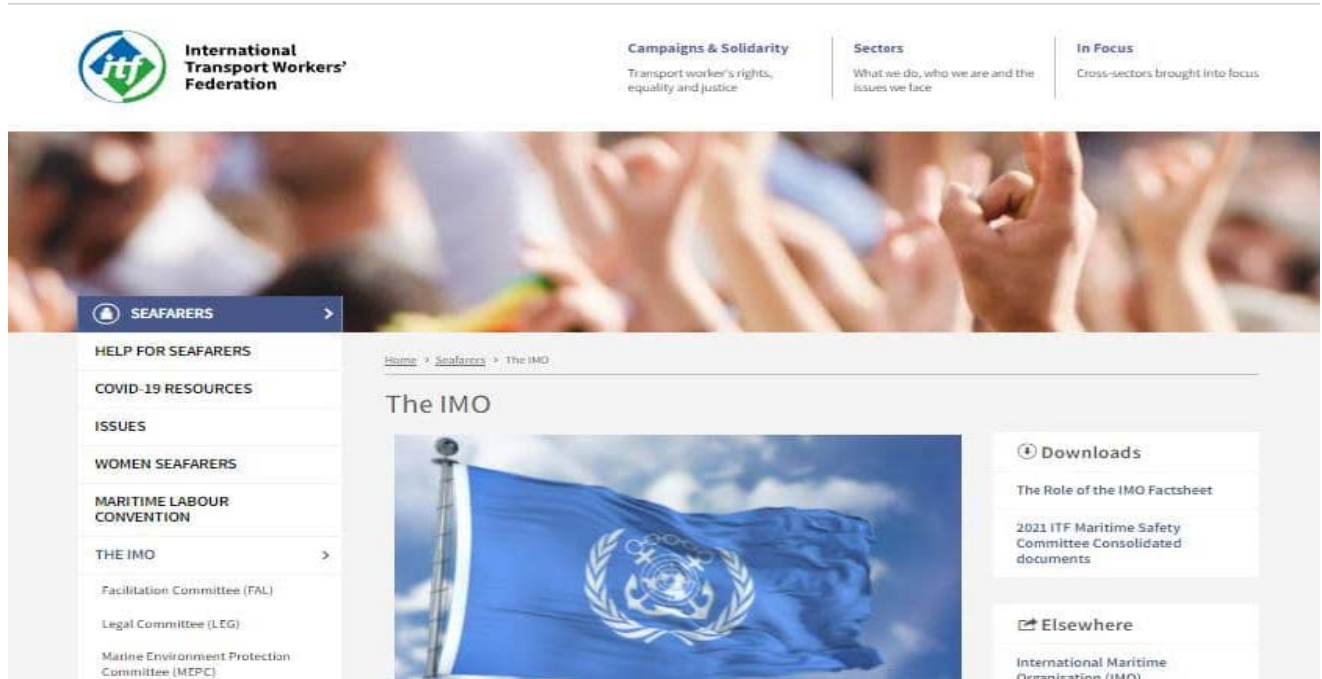 itf
International
Transport Workers'
Federation
Campaigns & Solidarity
Transport worker's rights,
equality and justice
Sectors
What we do, who we are and the
issues we face
In Focus
Cross-sectors brought into focus
SEAFARERS >
HELP FOR SEAFARERS
COVID-19 RESOURCES
ISSUES
WOMEN SEAFARERS
MARITIME LABOUR
CONVENTION
THE IMO >
Facilitation Committee (FAL)
Legal Committee (LEG)
Marine Environment Protection
Committee (MEPC)
Home > Seafarers > The IMO
The IMO
Downloads
The Role of the IMO Factsheet
2021 ITF Maritime Safety
Committee Consolidated
documents
Elsewhere
International Maritime
Organisation (IMO)